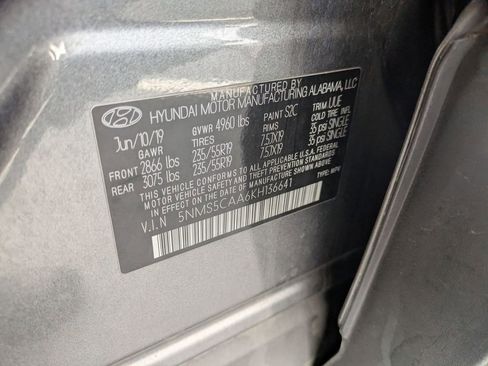 MANUFACTURED BY
HYUNDAI MOTOR MANUFACTURING ALABAMA, LLC
Jun/10/19 GVWR 4960 lbs PAINT S2C TRIM UUE
GAWR TIRES RIMS COLD TIRE INFL
FRONT 2866 lbs 235/55R19 7.5JX19 35 psi SINGLE
REAR 3075 lbs 235/55R19 7.5JX19 35 psi SINGLE
THIS VEHICLE CONFORMS TO ALL APPLICABLE U.S.A. FEDERAL
MOTOR VEHICLE SAFETY STANDARDS IN EFFECT ON
THE DATE OF MANUFACTURE SHOWN ABOVE
V.I.N 5NMS5CAA6KH136641 TYPE: MPV